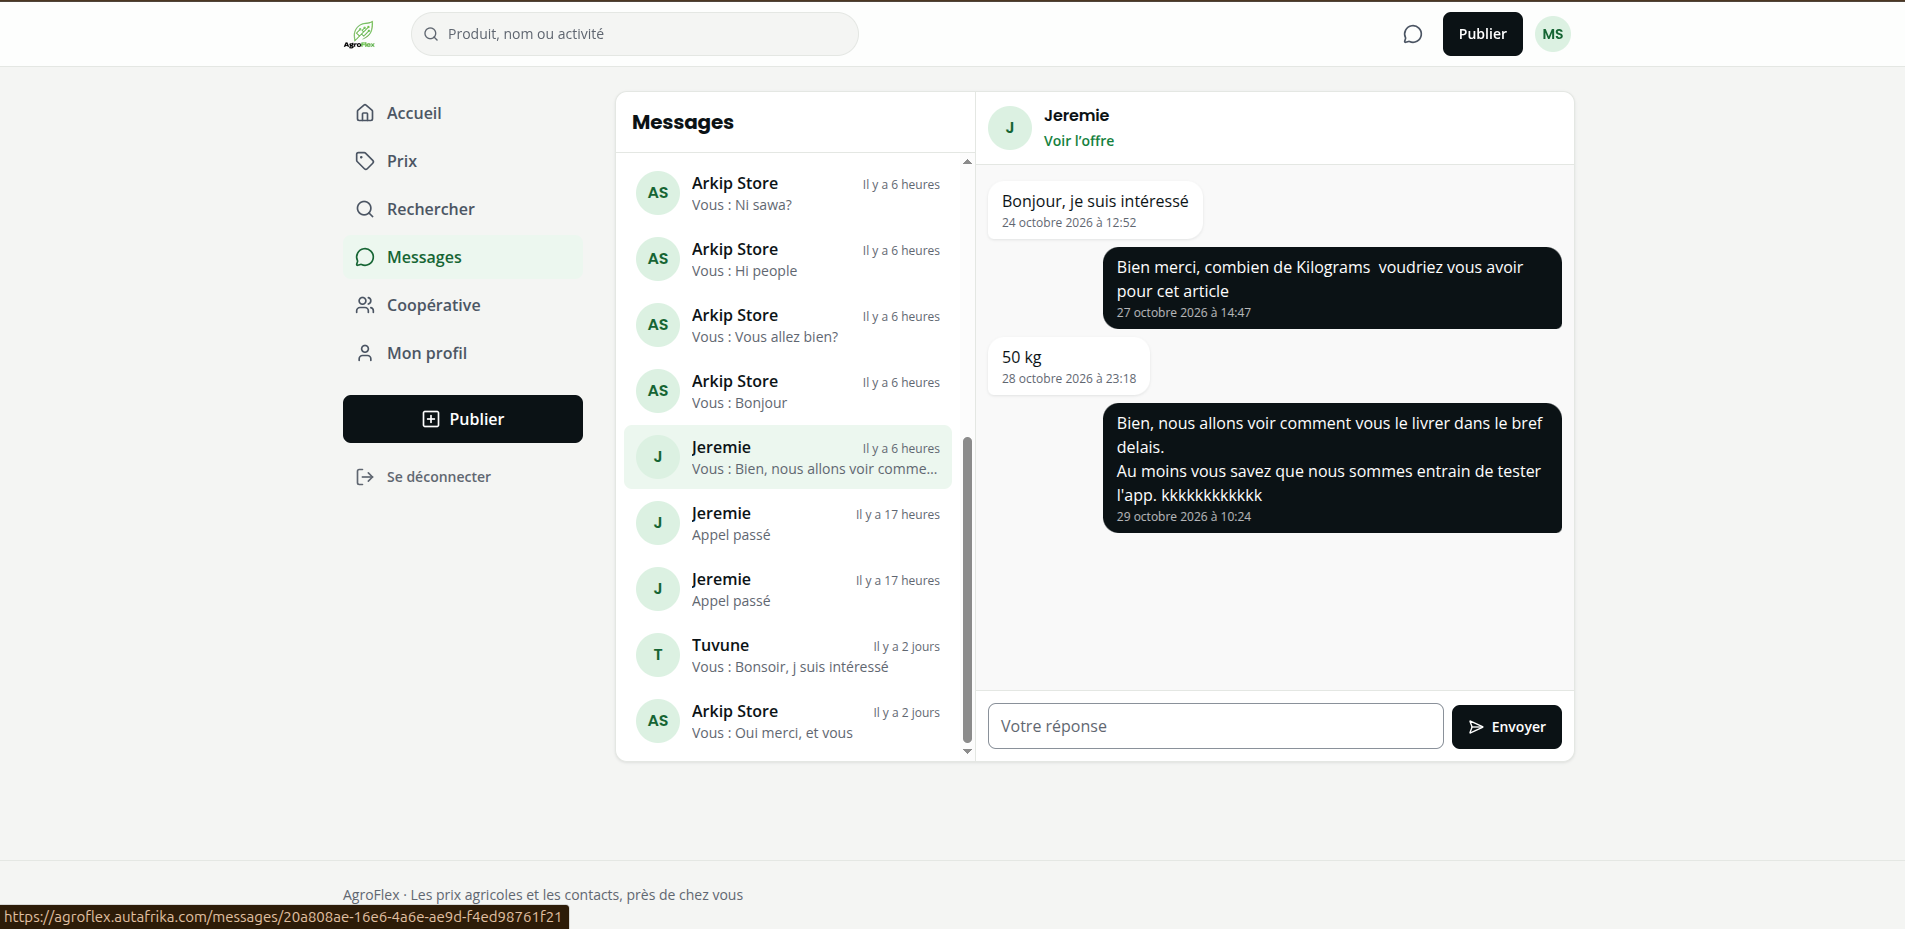 AgroFlex
Produit, nom ou activité
Publier
MS
Accueil
Prix
Rechercher
Messages
Coopérative
Mon profil
Publier
Se déconnecter
Messages
AS
Arkip Store
Il y a 6 heures
Vous : Ni sawa?
AS
Arkip Store
Il y a 6 heures
Vous : Hi people
AS
Arkip Store
Il y a 6 heures
Vous : Vous allez bien?
AS
Arkip Store
Il y a 6 heures
Vous : Bonjour
J
Jeremie
Il y a 6 heures
Vous : Bien, nous allons voir comme...
J
Jeremie
Il y a 17 heures
Appel passé
J
Jeremie
Il y a 17 heures
Appel passé
T
Tuvune
Il y a 2 jours
Vous : Bonsoir, j suis intéressé
AS
Arkip Store
Il y a 2 jours
Vous : Oui merci, et vous
J
Jeremie
Voir l’offre
Bonjour, je suis intéressé
24 octobre 2026 à 12:52
Bien merci, combien de Kilograms  voudriez vous avoir
pour cet article
27 octobre 2026 à 14:47
50 kg
28 octobre 2026 à 23:18
Bien, nous allons voir comment vous le livrer dans le bref
delais.
Au moins vous savez que nous sommes entrain de tester
l'app. kkkkkkkkkkkk
29 octobre 2026 à 10:24
Votre réponse
Envoyer
AgroFlex · Les prix agricoles et les contacts, près de chez vous
https://agroflex.autafrika.com/messages/20a808ae-16e6-4a6e-ae9d-f4ed98761f21